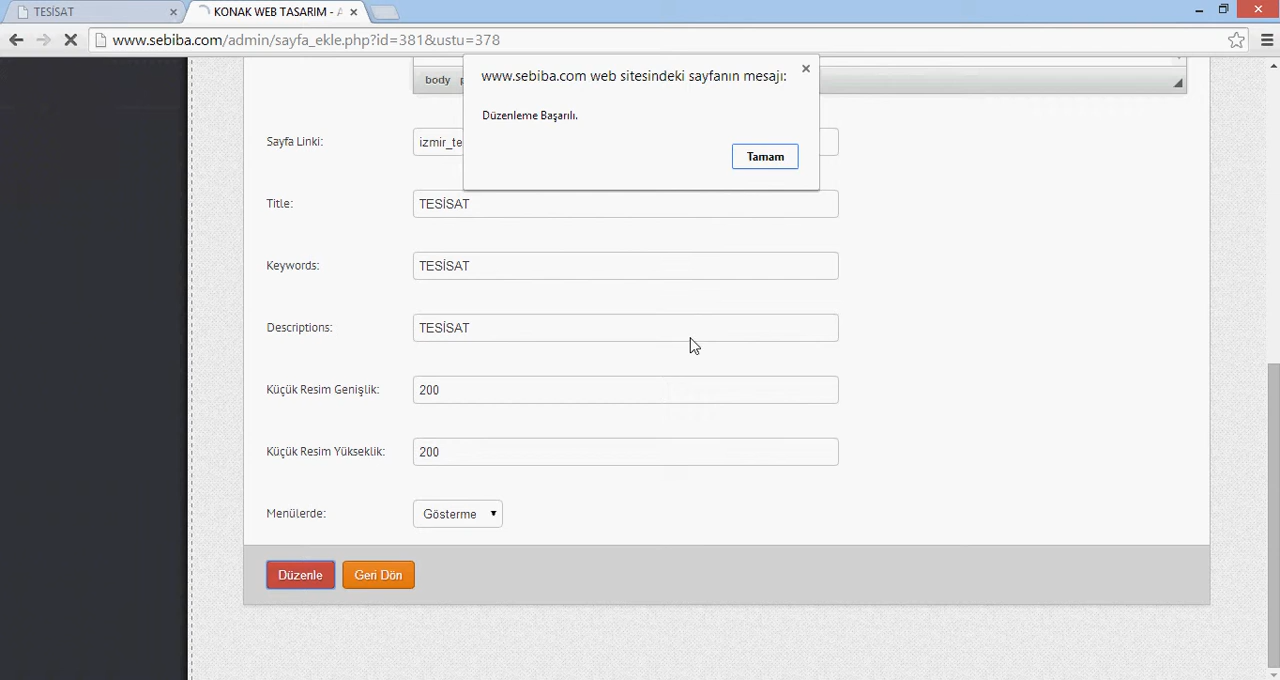 TESİSAT
KONAK WEB TASARIM - A
www.sebiba.com/admin/sayfa_ekle.php?id=381&ustu=378
www.sebiba.com web sitesindeki sayfanın mesajı:
Düzenleme Başarılı.
Tamam
body
Sayfa Linki: izmir_te
Title: TESİSAT
Keywords: TESİSAT
Descriptions: TESİSAT
Küçük Resim Genişlik: 200
Küçük Resim Yükseklik: 200
Menülerde: Gösterme
Düzenle Geri Dön